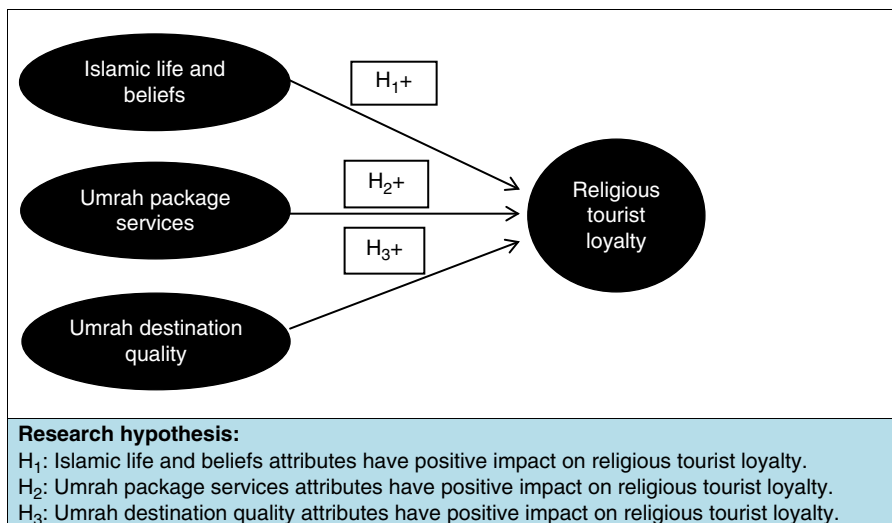 Islamic life and
beliefs
H₁+
Umrah package
services
H₂+
Religious
tourist
loyalty
H₃+
Umrah destination
quality
Research hypothesis:
H₁: Islamic life and beliefs attributes have positive impact on religious tourist loyalty.
H₂: Umrah package services attributes have positive impact on religious tourist loyalty.
H₃: Umrah destination quality attributes have positive impact on religious tourist loyalty.